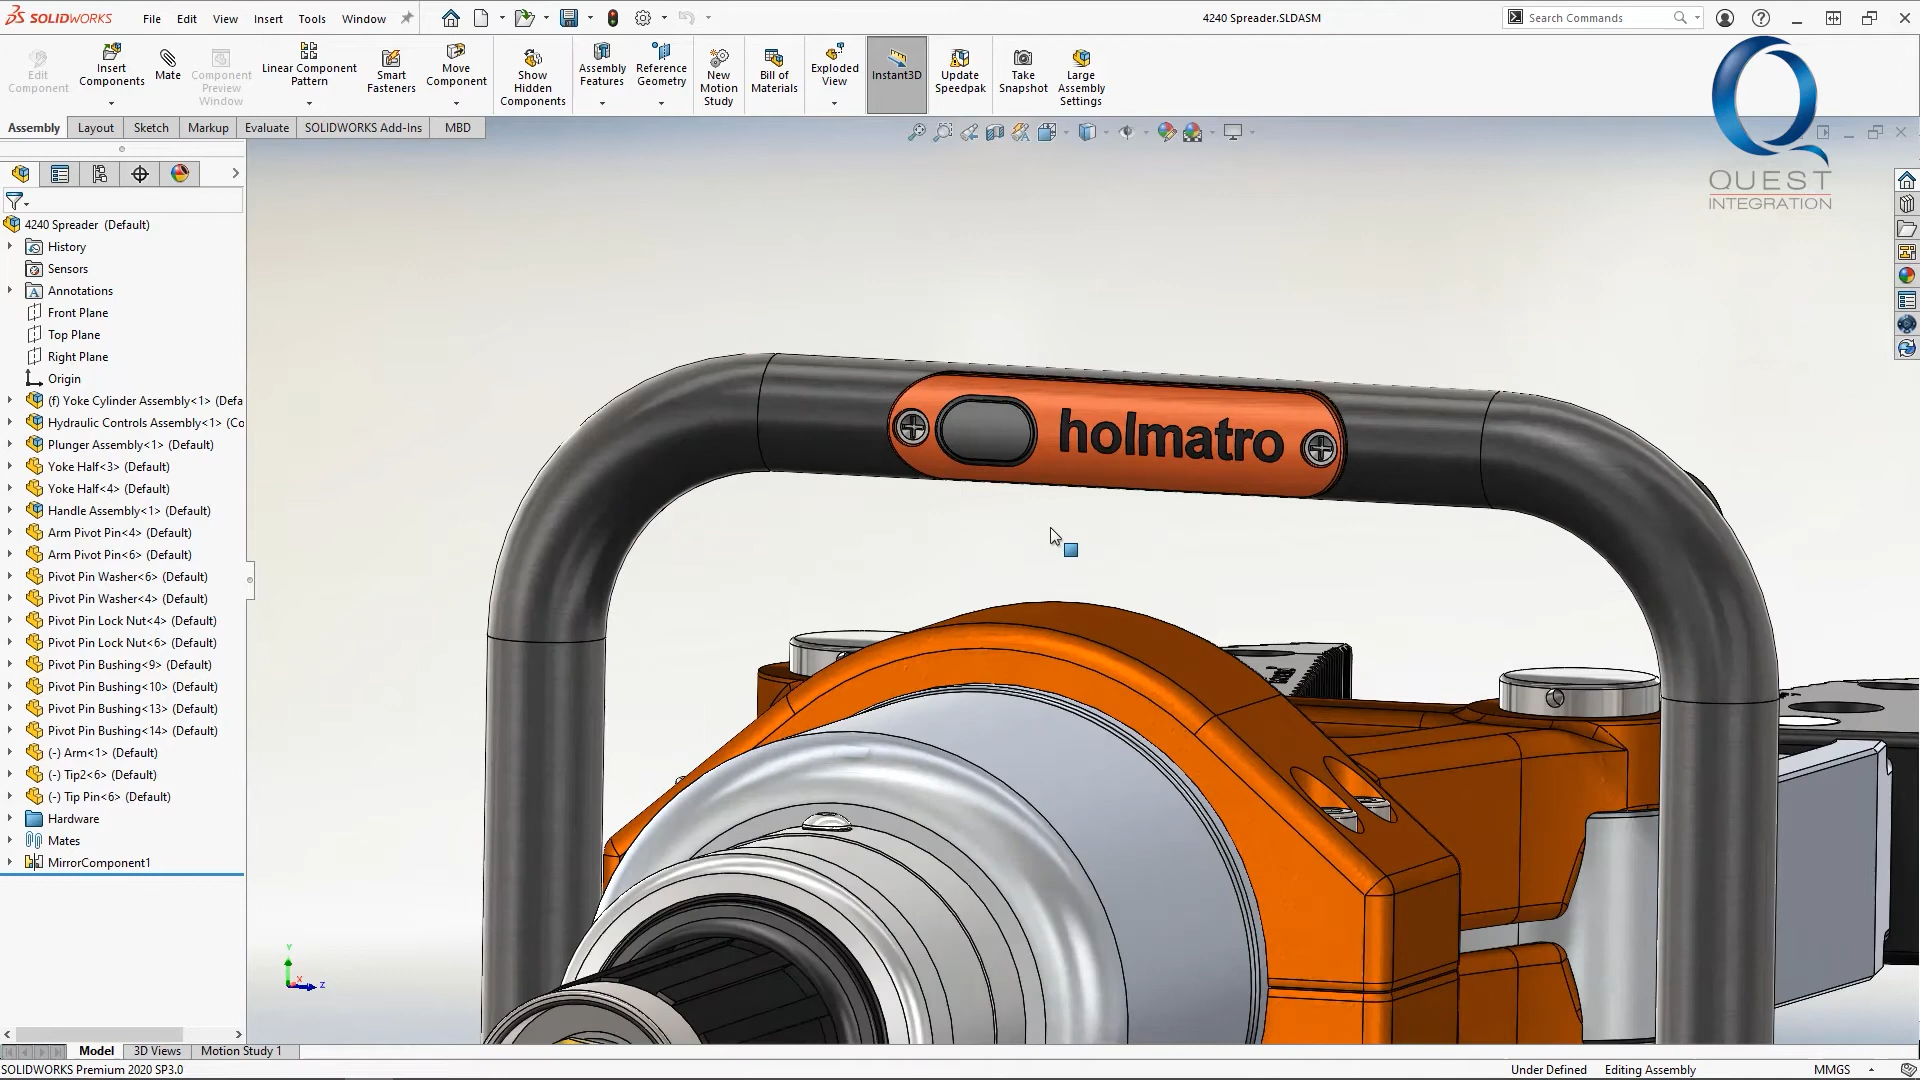 SOLIDWORKS File Edit View Insert Tools Window
4240 Spreader.SLDASM
Search Commands
Edit Component
Insert Components
Mate
Component Preview Window
Linear Component Pattern
Smart Fasteners
Move Component
Show Hidden Components
Assembly Features
Reference Geometry
New Motion Study
Bill of Materials
Exploded View
Instant3D
Update Speedpak
Take Snapshot
Large Assembly Settings
Assembly Layout Sketch Markup Evaluate SOLIDWORKS Add-Ins MBD
QUEST
INTEGRATION
4240 Spreader (Default)
History
Sensors
Annotations
Front Plane
Top Plane
Right Plane
Origin
(f) Yoke Cylinder Assembly<1> (Defa
Hydraulic Controls Assembly<1> (Co
Plunger Assembly<1> (Default)
Yoke Half<3> (Default)
Yoke Half<4> (Default)
Handle Assembly<1> (Default)
Arm Pivot Pin<4> (Default)
Arm Pivot Pin<6> (Default)
Pivot Pin Washer<6> (Default)
Pivot Pin Washer<4> (Default)
Pivot Pin Lock Nut<4> (Default)
Pivot Pin Lock Nut<6> (Default)
Pivot Pin Bushing<9> (Default)
Pivot Pin Bushing<10> (Default)
Pivot Pin Bushing<13> (Default)
Pivot Pin Bushing<14> (Default)
(-) Arm<1> (Default)
(-) Tip2<6> (Default)
(-) Tip Pin<6> (Default)
Hardware
Mates
MirrorComponent1
holmatro
Y
X
Z
Model 3D Views Motion Study 1
SOLIDWORKS Premium 2020 SP3.0
Under Defined Editing Assembly MMGS